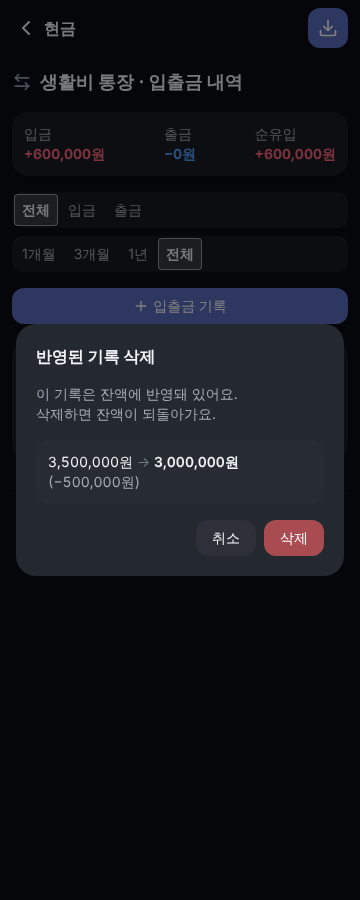 현금
생활비 통장 · 입출금 내역
입금 출금 순유입
+600,000원 −0원 +600,000원
전체 입금 출금
1개월 3개월 1년 전체
+ 입출금 기록
반영된 기록 삭제
이 기록은 잔액에 반영돼 있어요.
삭제하면 잔액이 되돌아가요.
3,500,000원 → 3,000,000원
(−500,000원)
취소 삭제